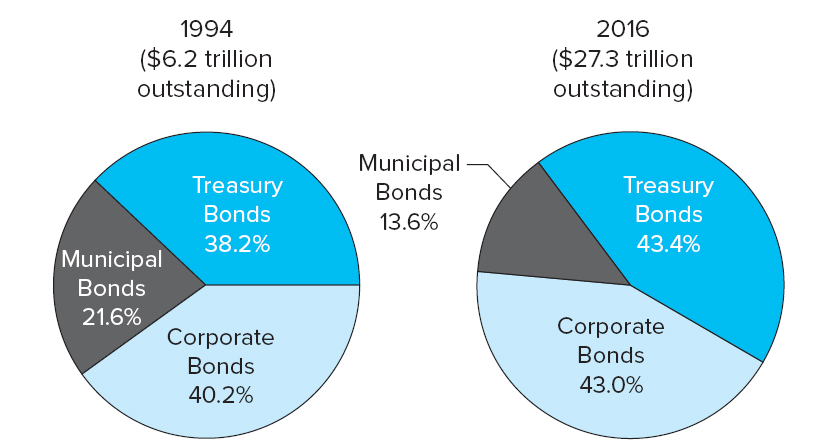 1994
($6.2 trillion
outstanding)
Treasury
Bonds
38.2%
Municipal
Bonds
21.6%
Corporate
Bonds
40.2%
2016
($27.3 trillion
outstanding)
Municipal
Bonds
13.6%
Treasury
Bonds
43.4%
Corporate
Bonds
43.0%